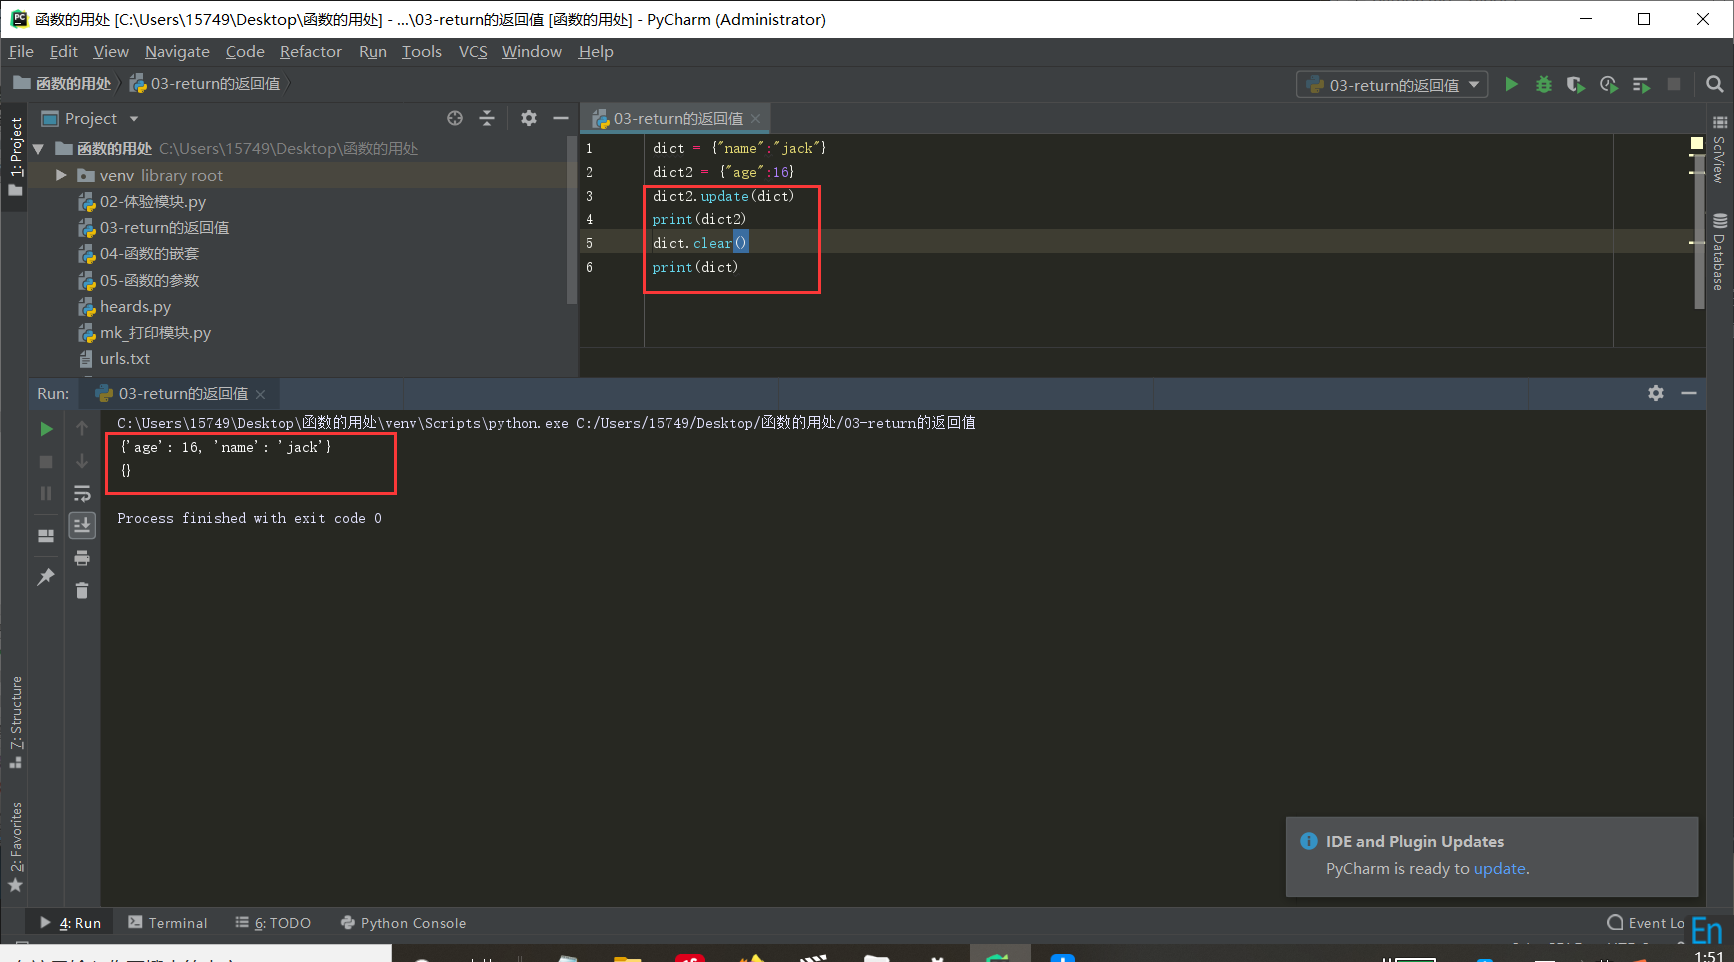 函数的用处 [C:\Users\15749\Desktop\函数的用处] - ...\03-return的返回值 [函数的用处] - PyCharm (Administrator)
File Edit View Navigate Code Refactor Run Tools VCS Window Help
函数的用处 03-return的返回值
03-return的返回值
Project
03-return的返回值
1: Project
函数的用处 C:\Users\15749\Desktop\函数的用处
venv library root
02-体验模块.py
03-return的返回值
04-函数的嵌套
05-函数的参数
heards.py
mk_打印模块.py
urls.txt
1 dict = {"name":"jack"}
2 dict2 = {"age":16}
3 dict2.update(dict)
4 print(dict2)
5 dict.clear()
6 print(dict)
SciView
Database
Run: 03-return的返回值
C:\Users\15749\Desktop\函数的用处\venv\Scripts\python.exe C:/Users/15749/Desktop/函数的用处/03-return的返回值
{'age': 16, 'name': 'jack'}
{}
Process finished with exit code 0
7: Structure
2: Favorites
IDE and Plugin Updates
PyCharm is ready to update.
4: Run Terminal 6: TODO Python Console
Event Lo
En
1:51